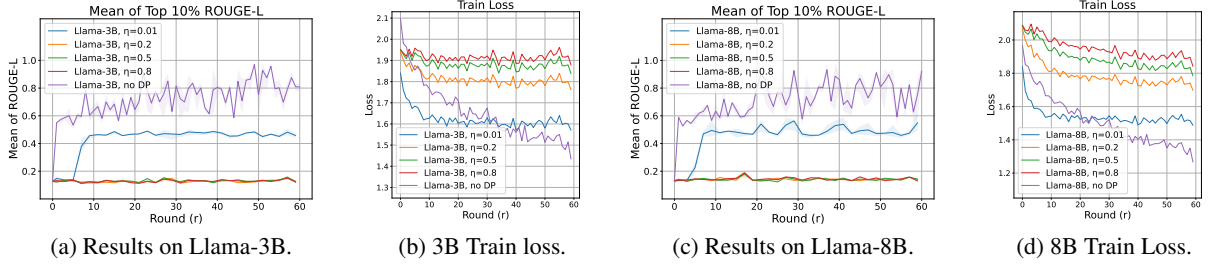 Mean of Top 10% ROUGE-L
Mean of ROUGE-L
1.0
0.8
0.6
0.4
0.2
Llama-3B, η=0.01
Llama-3B, η=0.2
Llama-3B, η=0.5
Llama-3B, η=0.8
Llama-3B, no DP
0 10 20 30 40 50 60
Round (r)
(a) Results on Llama-3B.
Train Loss
Loss
2.1
2.0
1.9
1.8
1.7
1.6
1.5
1.4
1.3
Llama-3B, η=0.01
Llama-3B, η=0.2
Llama-3B, η=0.5
Llama-3B, η=0.8
Llama-3B, no DP
0 10 20 30 40 50 60
Round (r)
(b) 3B Train loss.
Mean of Top 10% ROUGE-L
Mean of ROUGE-L
1.0
0.8
0.6
0.4
0.2
Llama-8B, η=0.01
Llama-8B, η=0.2
Llama-8B, η=0.5
Llama-8B, η=0.8
Llama-8B, no DP
0 10 20 30 40 50 60
Round (r)
(c) Results on Llama-8B.
Train Loss
Loss
2.0
1.8
1.6
1.4
1.2
Llama-8B, η=0.01
Llama-8B, η=0.2
Llama-8B, η=0.5
Llama-8B, η=0.8
Llama-8B, no DP
0 10 20 30 40 50 60
Round (r)
(d) 8B Train Loss.